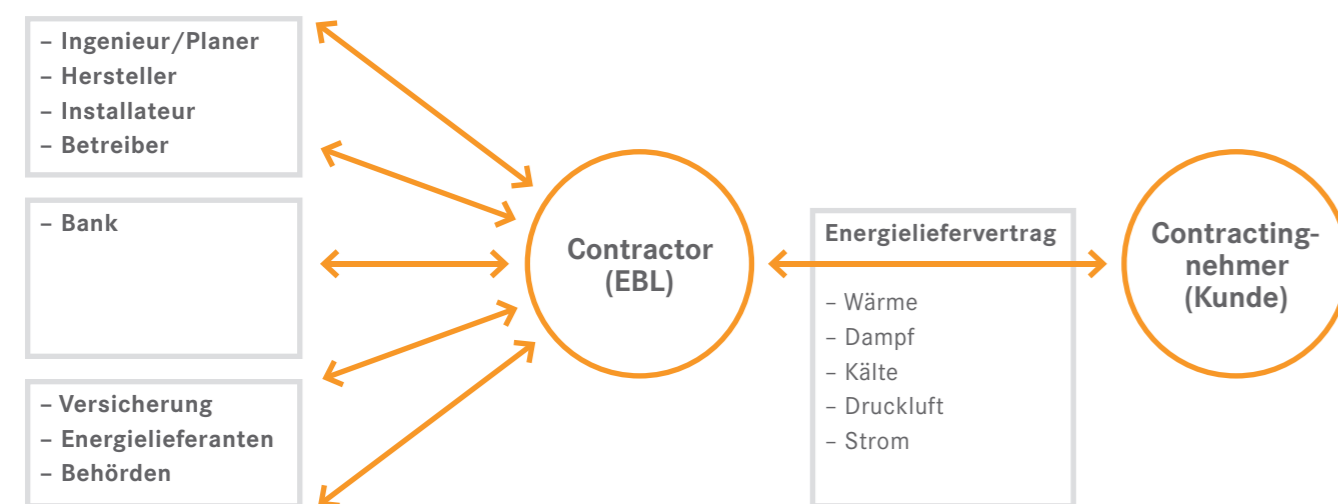 – Ingenieur/Planer
– Hersteller
– Installateur
– Betreiber
– Bank
– Versicherung
– Energielieferanten
– Behörden
Contractor
(EBL)
Energieliefervertrag
– Wärme
– Dampf
– Kälte
– Druckluft
– Strom
Contracting-
nehmer
(Kunde)